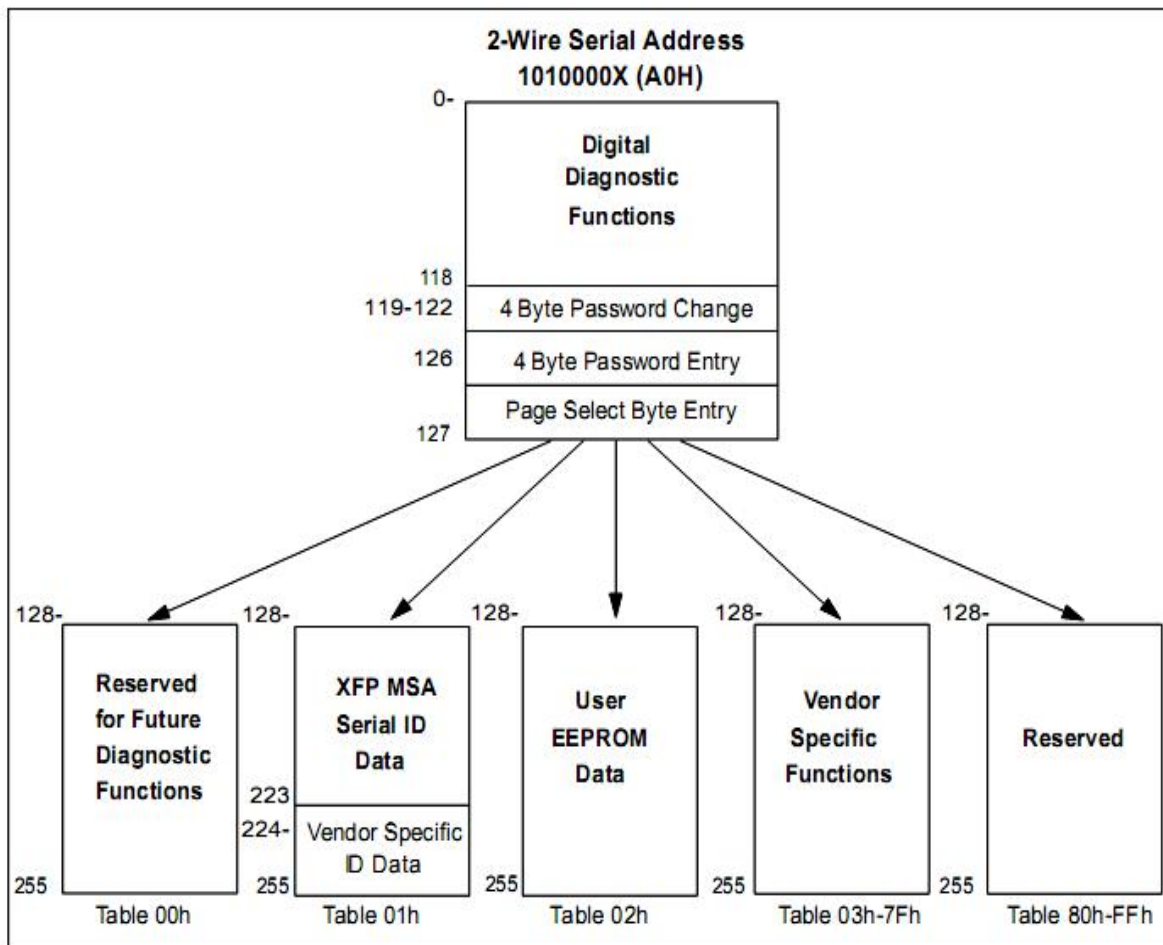 2-Wire Serial Address
1010000X (A0H)
0-
Digital
Diagnostic
Functions
118
119-122
4 Byte Password Change
126
4 Byte Password Entry
Page Select Byte Entry
127
128-
Reserved
for Future
Diagnostic
Functions
255
Table 00h
128-
XFP MSA
Serial ID
Data
223
224-
Vendor Specific
ID Data
255
Table 01h
128-
User
EEPROM
Data
255
Table 02h
128-
Vendor
Specific
Functions
255
Table 03h-7Fh
128-
Reserved
255
Table 80h-FFh